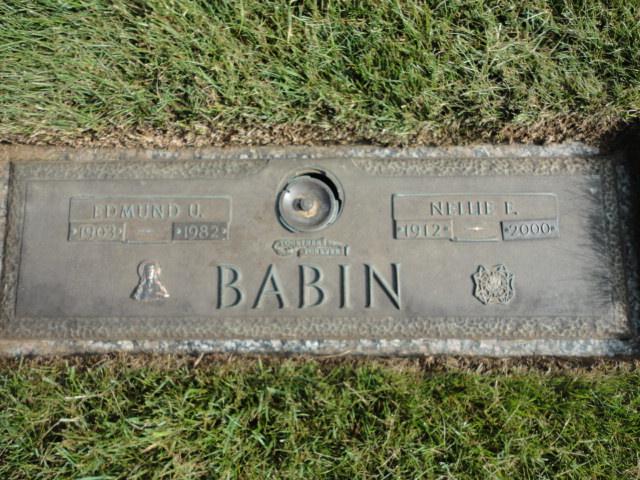 EDMUND U.
1903 - 1982
NELLIE E.
1912 - 2000
TOGETHER
FOREVER
BABIN